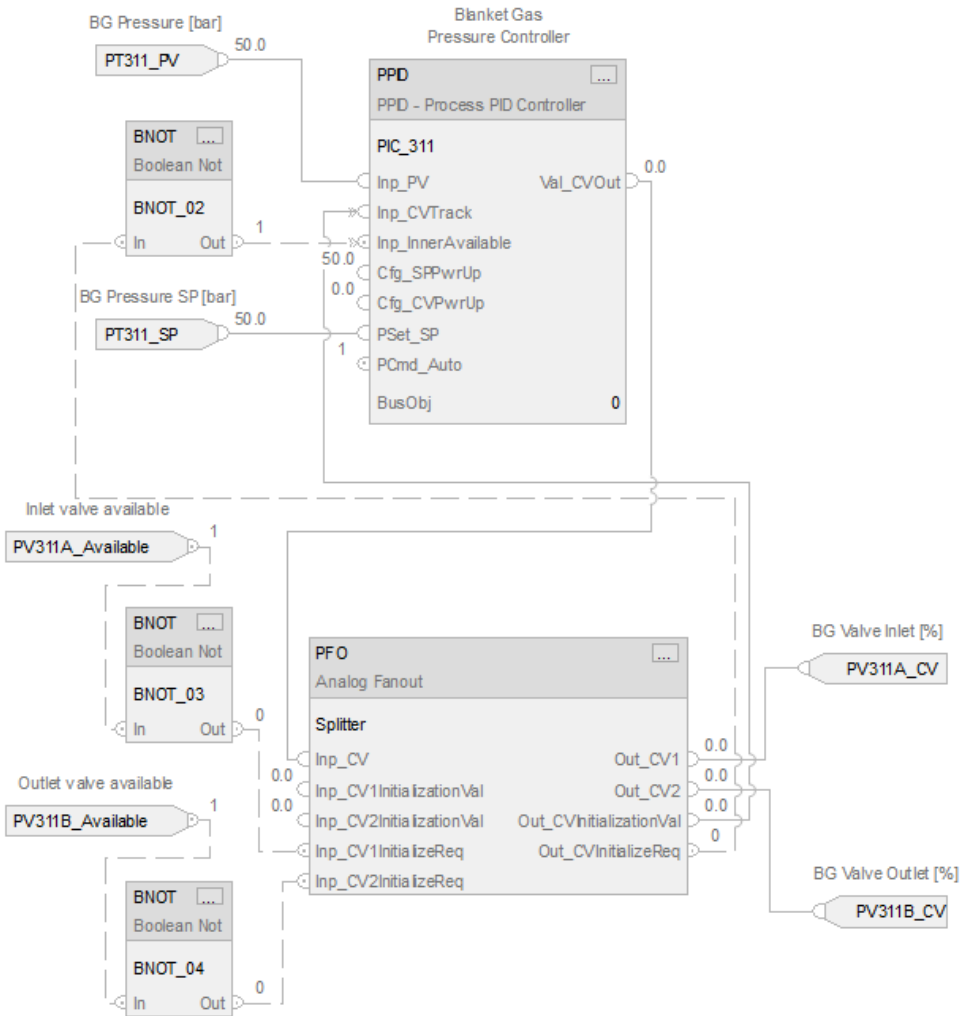 Blanket Gas
Pressure Controller
BG Pressure [bar]
PT311_PV
50.0
PPID
...
PPID - Process PID Controller
PIC_311
Inp_PV
Val_CVOut
0.0
Inp_CVTrack
Inp_InnerAvailable
50.0
Cfg_SPPwrUp
0.0
Cfg_CVPwrUp
PSet_SP
1
PCmd_Auto
BusObj
0
BNOT
...
Boolean Not
BNOT_02
In
Out
1
BG Pressure SP [bar]
PT311_SP
50.0
Inlet valve available
PV311A_Available
1
BNOT
...
Boolean Not
BNOT_03
In
Out
0
Outlet valve available
PV311B_Available
1
BNOT
...
Boolean Not
BNOT_04
In
Out
0
PFO
...
Analog Fanout
Splitter
Inp_CV
Out_CV1
0.0
0.0
Inp_CV1InitializationVal
Out_CV2
0.0
0.0
Inp_CV2InitializationVal
Out_CVInitializationVal
0.0
Inp_CV1InitializeReq
Out_CVInitializeReq
0
Inp_CV2InitializeReq
BG Valve Inlet [%]
PV311A_CV
BG Valve Outlet [%]
PV311B_CV